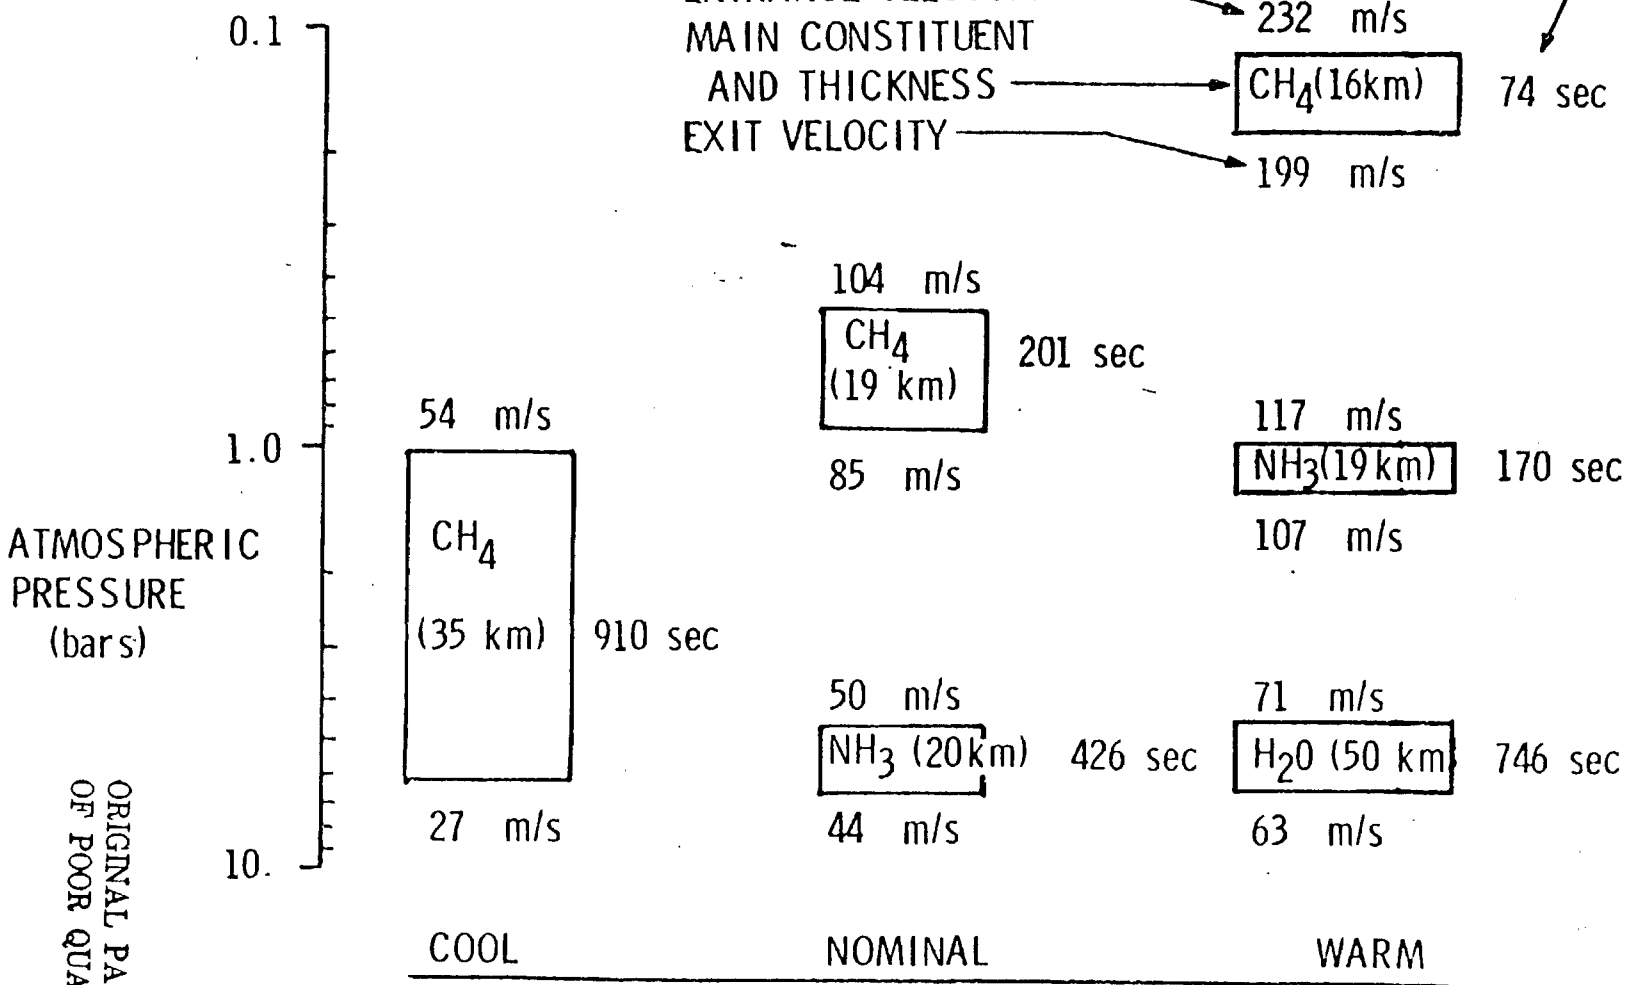 0.1
232 m/s
MAIN CONSTITUENT
AND THICKNESS
CH4(16km)
74 sec
EXIT VELOCITY
199 m/s
104 m/s
CH4
(19 km)
201 sec
54 m/s
117 m/s
1.0
85 m/s
NH3(19km)
170 sec
CH4
107 m/s
ATMOSPHERIC
PRESSURE
(bars)
(35 km)
910 sec
50 m/s
71 m/s
NH3 (20km)
426 sec
H2O (50 km
746 sec
27 m/s
44 m/s
63 m/s
10.
COOL
NOMINAL
WARM
ORIGINAL PA
OF POOR QUA